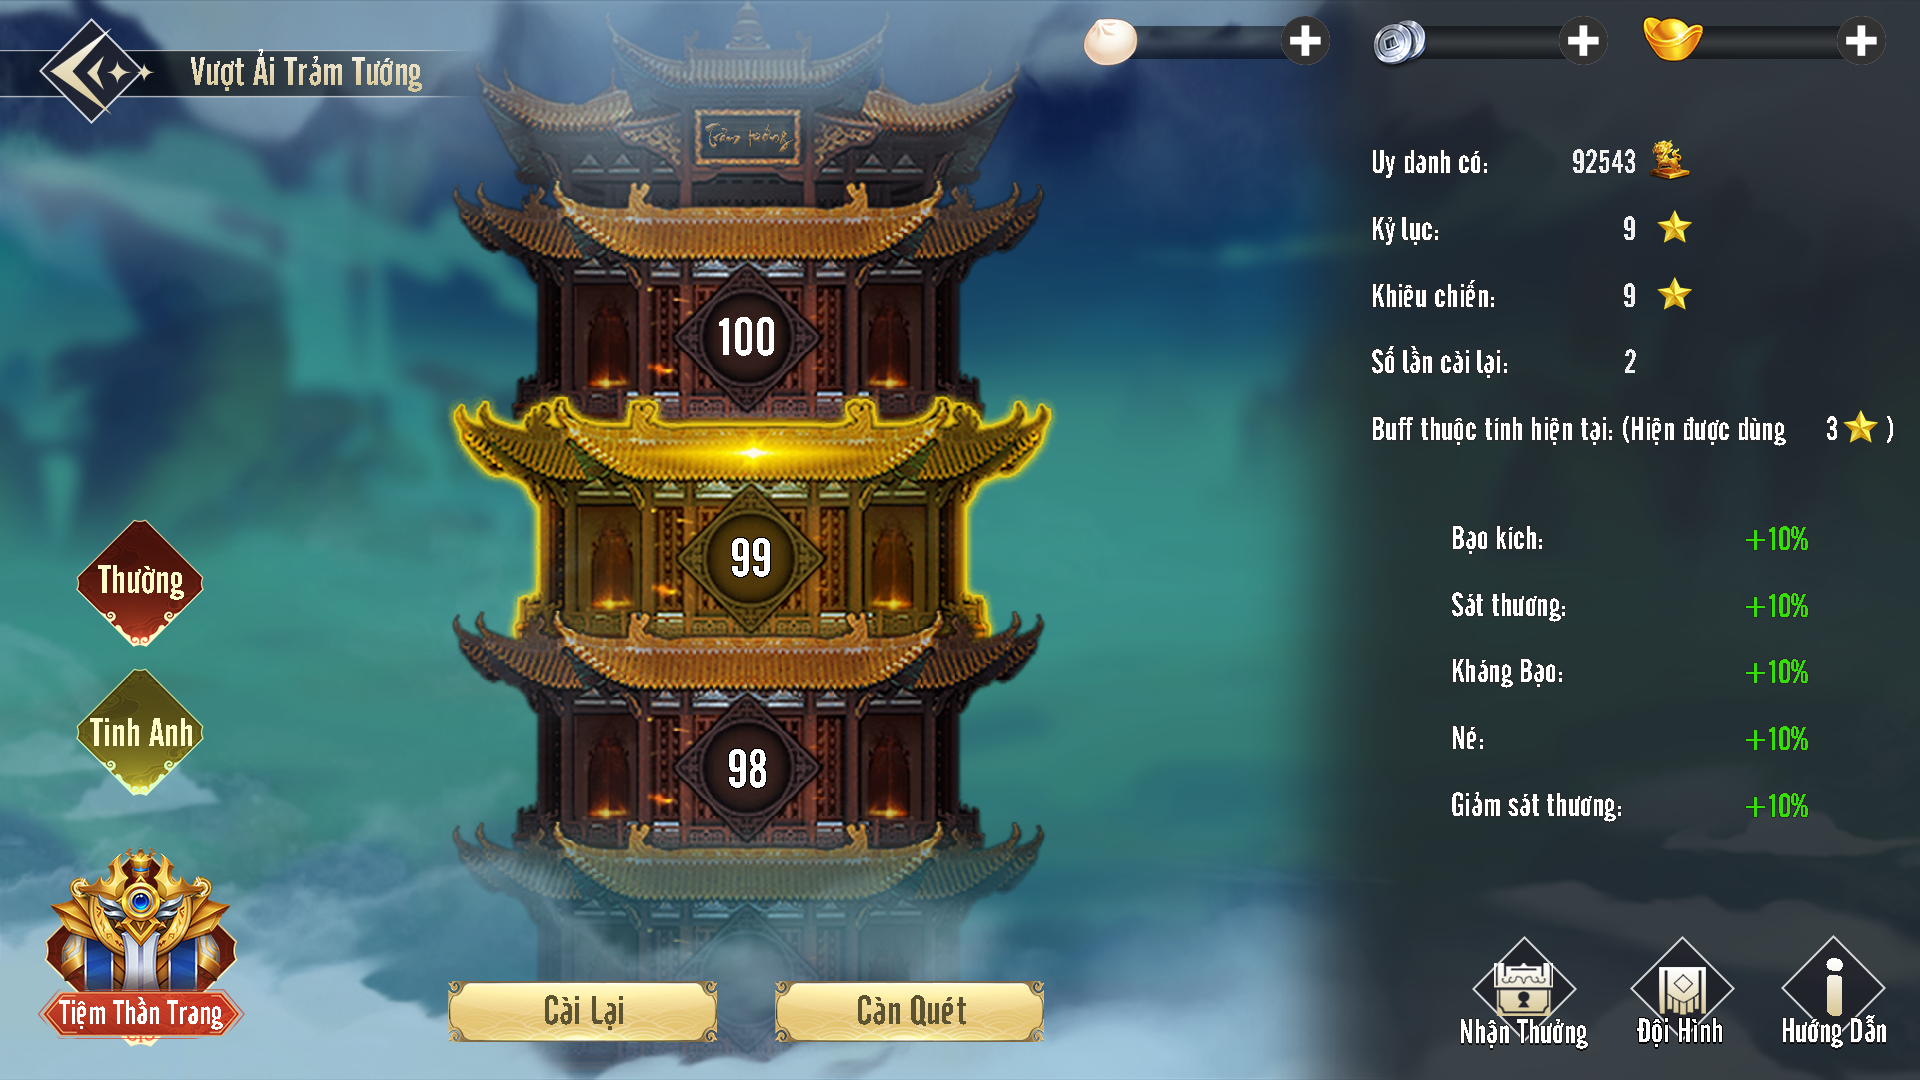 Vượt Ải Trảm Tướng
Trảm tướng
100
99
98
Thường
Tinh Anh
Tiệm Thần Trang
Cài Lại
Càn Quét
Uy danh có: 92543
Kỷ lục: 9
Khiêu chiến: 9
Số lần cài lại: 2
Buff thuộc tính hiện tại: (Hiện được dùng 3 )
Bạo kích: +10%
Sát thương: +10%
Kháng Bạo: +10%
Né: +10%
Giảm sát thương: +10%
Nhận Thưởng
Đội Hình
Hướng Dẫn